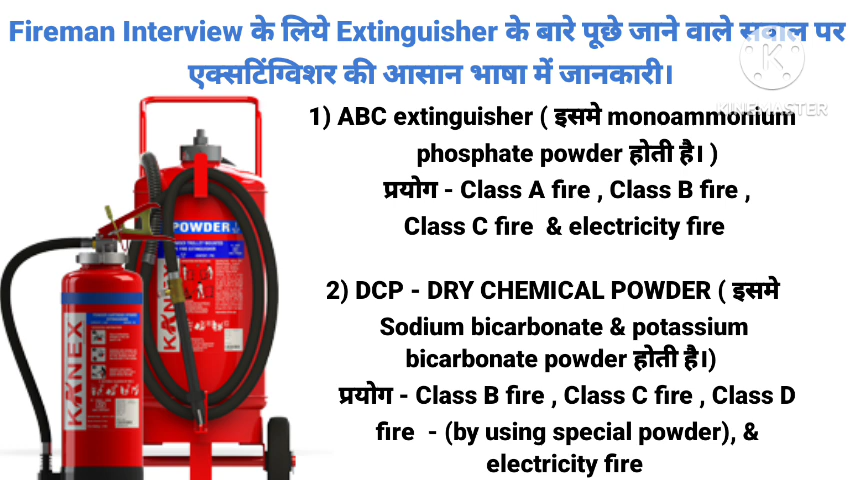 Fireman Interview के लिये Extinguisher के बारे पूछे जाने वाले सवाल पर
एक्सटिंग्विशर की आसान भाषा में जानकारी।
KINEMASTER
1) ABC extinguisher ( इसमे monoammonium
phosphate powder होती है। )
प्रयोग - Class A fire , Class B fire ,
Class C fire & electricity fire
2) DCP - DRY CHEMICAL POWDER ( इसमे
Sodium bicarbonate & potassium
bicarbonate powder होती है।)
प्रयोग - Class B fire , Class C fire , Class D
fire - (by using special powder), &
electricity fire
POWDER
KANEX
KANEX